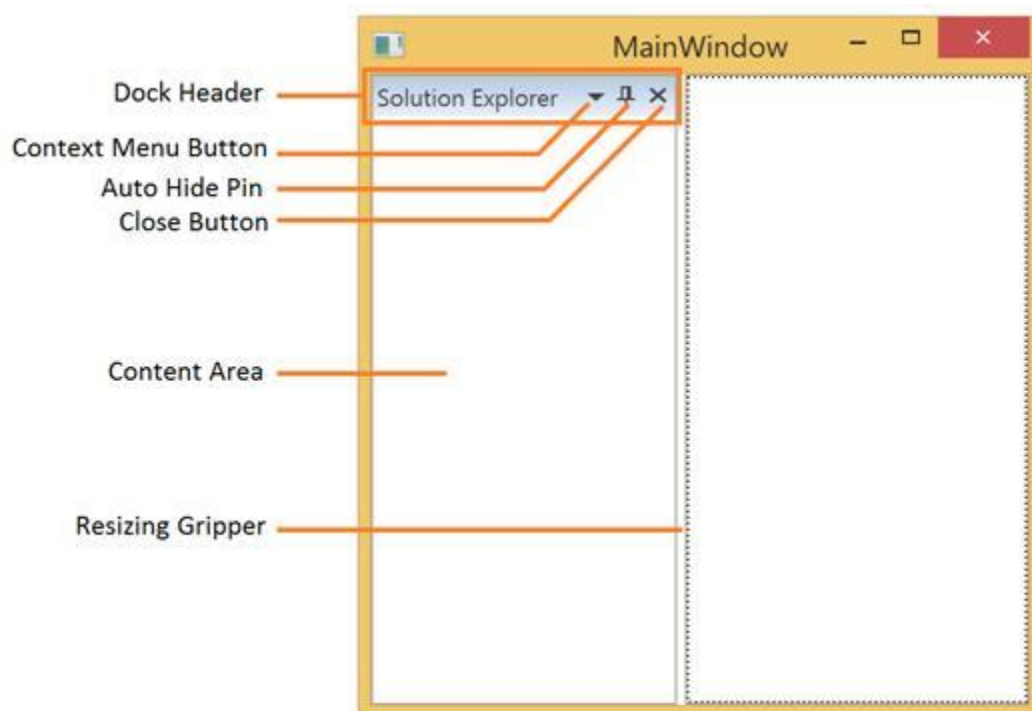 MainWindow
Dock Header
Solution Explorer
Context Menu Button
Auto Hide Pin
Close Button
Content Area
Resizing Gripper